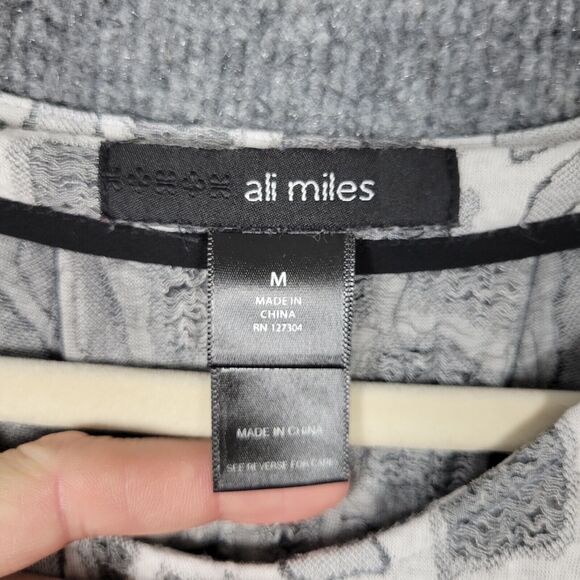 ali miles
M
MADE IN
CHINA
RN 127304
MADE IN CHINA
SEE REVERSE FOR CARE